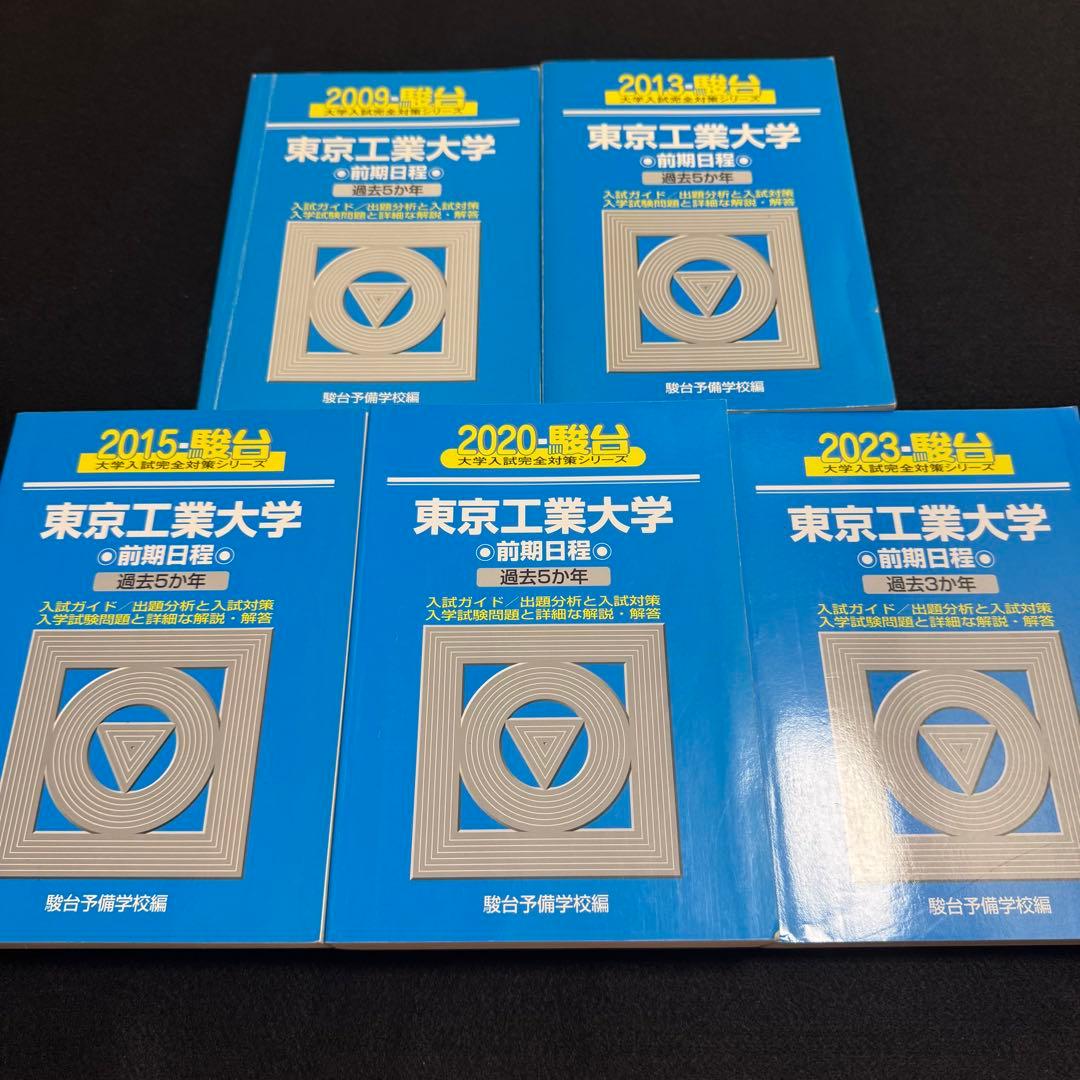 2009-駿台
大学入試完全対策シリーズ
東京工業大学
前期日程
過去5か年
入試ガイド/出題分析と入試対策
入学試験問題と詳細な解説・解答
駿台予備学校編
2013-駿台
大学入試完全対策シリーズ
東京工業大学
前期日程
過去5か年
入試ガイド/出題分析と入試対策
入学試験問題と詳細な解説・解答
駿台予備学校編
2015-駿台
大学入試完全対策シリーズ
東京工業大学
前期日程
過去5か年
入試ガイド/出題分析と入試対策
入学試験問題と詳細な解説・解答
駿台予備学校編
2020-駿台
大学入試完全対策シリーズ
東京工業大学
前期日程
過去5か年
入試ガイド/出題分析と入試対策
入学試験問題と詳細な解説・解答
駿台予備学校編
2023-駿台
大学入試完全対策シリーズ
東京工業大学
前期日程
過去3か年
入試ガイド/出題分析と入試対策
入学試験問題と詳細な解説・解答
駿台予備学校編